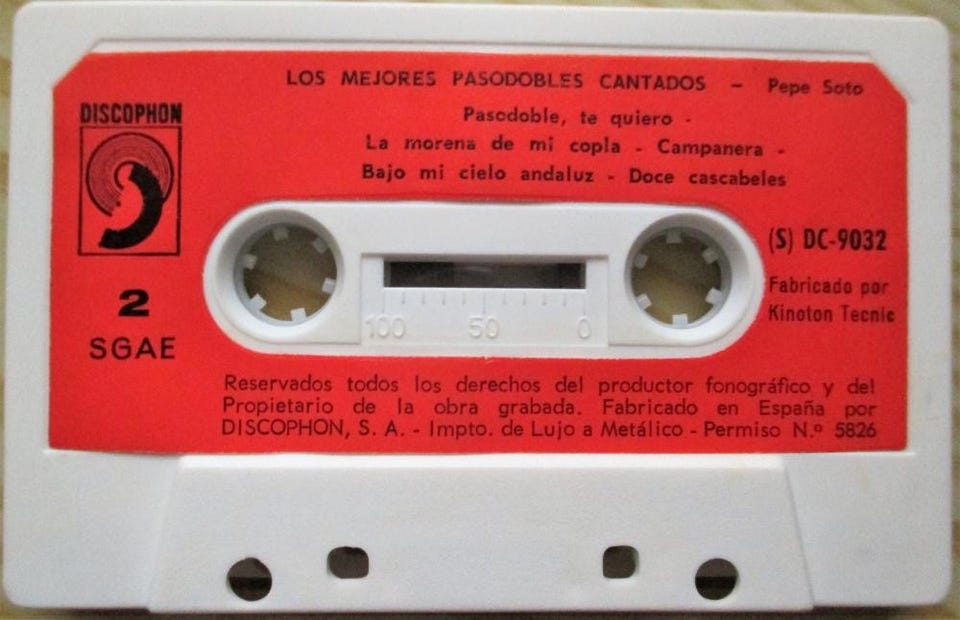 LOS MEJORES PASODOBLES CANTADOS - Pepe Soto
Pasodoble, te quiero -
La morena de mi copla - Campanera -
Bajo mi cielo andaluz - Doce cascabeles
DISCOPHON
2
SGAE
(S) DC-9032
Fabricado por
Kinoton Tecnic
100 50 0
Reservados todos los derechos del productor fonográfico y del
Propietario de la obra grabada. Fabricado en España por
DISCOPHON, S. A. - Impto. de Lujo a Metálico - Permiso N.º 5826